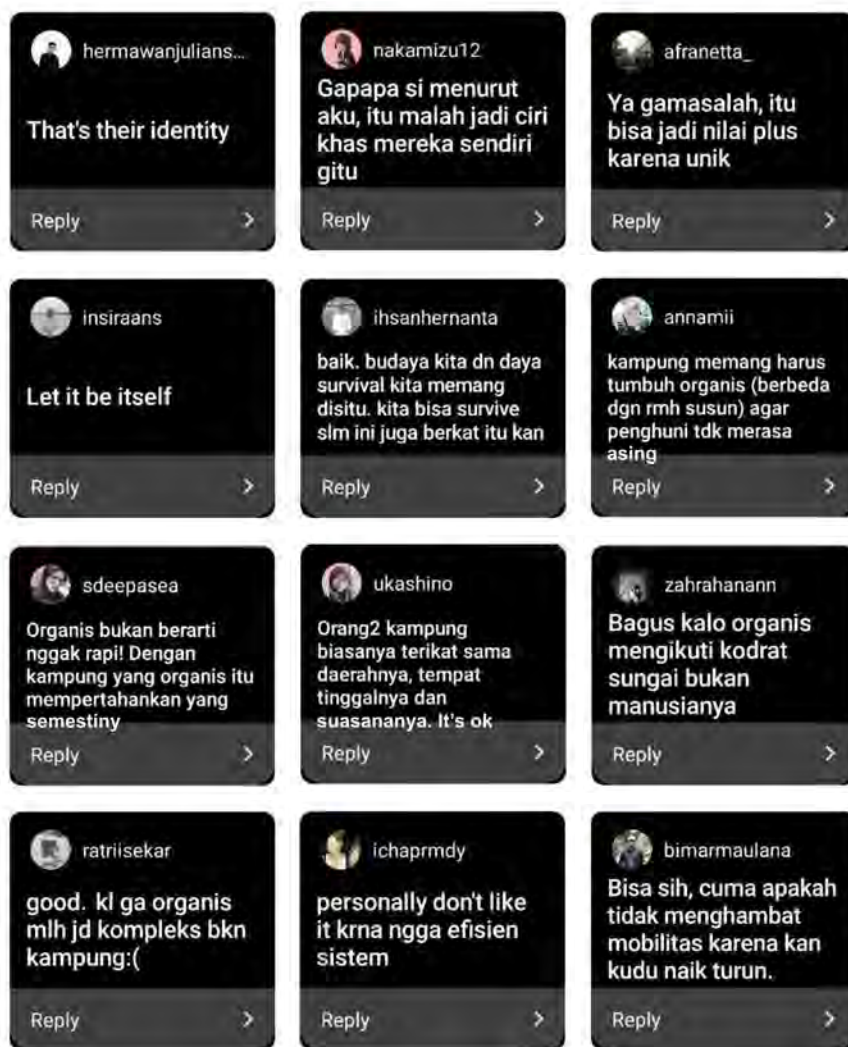 hermawanjulians...
That's their identity
Reply
nakamizu12
Gapapa si menurut
aku, itu malah jadi ciri
khas mereka sendiri
gitu
Reply
afranetta_
Ya gamasalah, itu
bisa jadi nilai plus
karena unik
Reply
insiraans
Let it be itself
Reply
ihsanhernanta
baik. budaya kita dn daya
survival kita memang
disitu. kita bisa survive
slm ini juga berkat itu kan
Reply
annamii
kampung memang harus
tumbuh organis (berbeda
dgn rmh susun) agar
penghuni tdk merasa
asing
Reply
sdeepasea
Organis bukan berarti
nggak rapi! Dengan
kampung yang organis itu
mempertahankan yang
semestiny
Reply
ukashino
Orang2 kampung
biasanya terikat sama
daerahnya, tempat
tinggalnya dan
suasananya. It's ok
Reply
zahrahanann
Bagus kalo organis
mengikuti kodrat
sungai bukan
manusianya
Reply
ratriisekar
good. kl ga organis
mlh jd kompleks bkn
kampung:(
Reply
ichaprmdy
personally don't like
it krna ngga efisien
sistem
Reply
bimarmaulana
Bisa sih, cuma apakah
tidak menghambat
mobilitas karena kan
kudu naik turun.
Reply